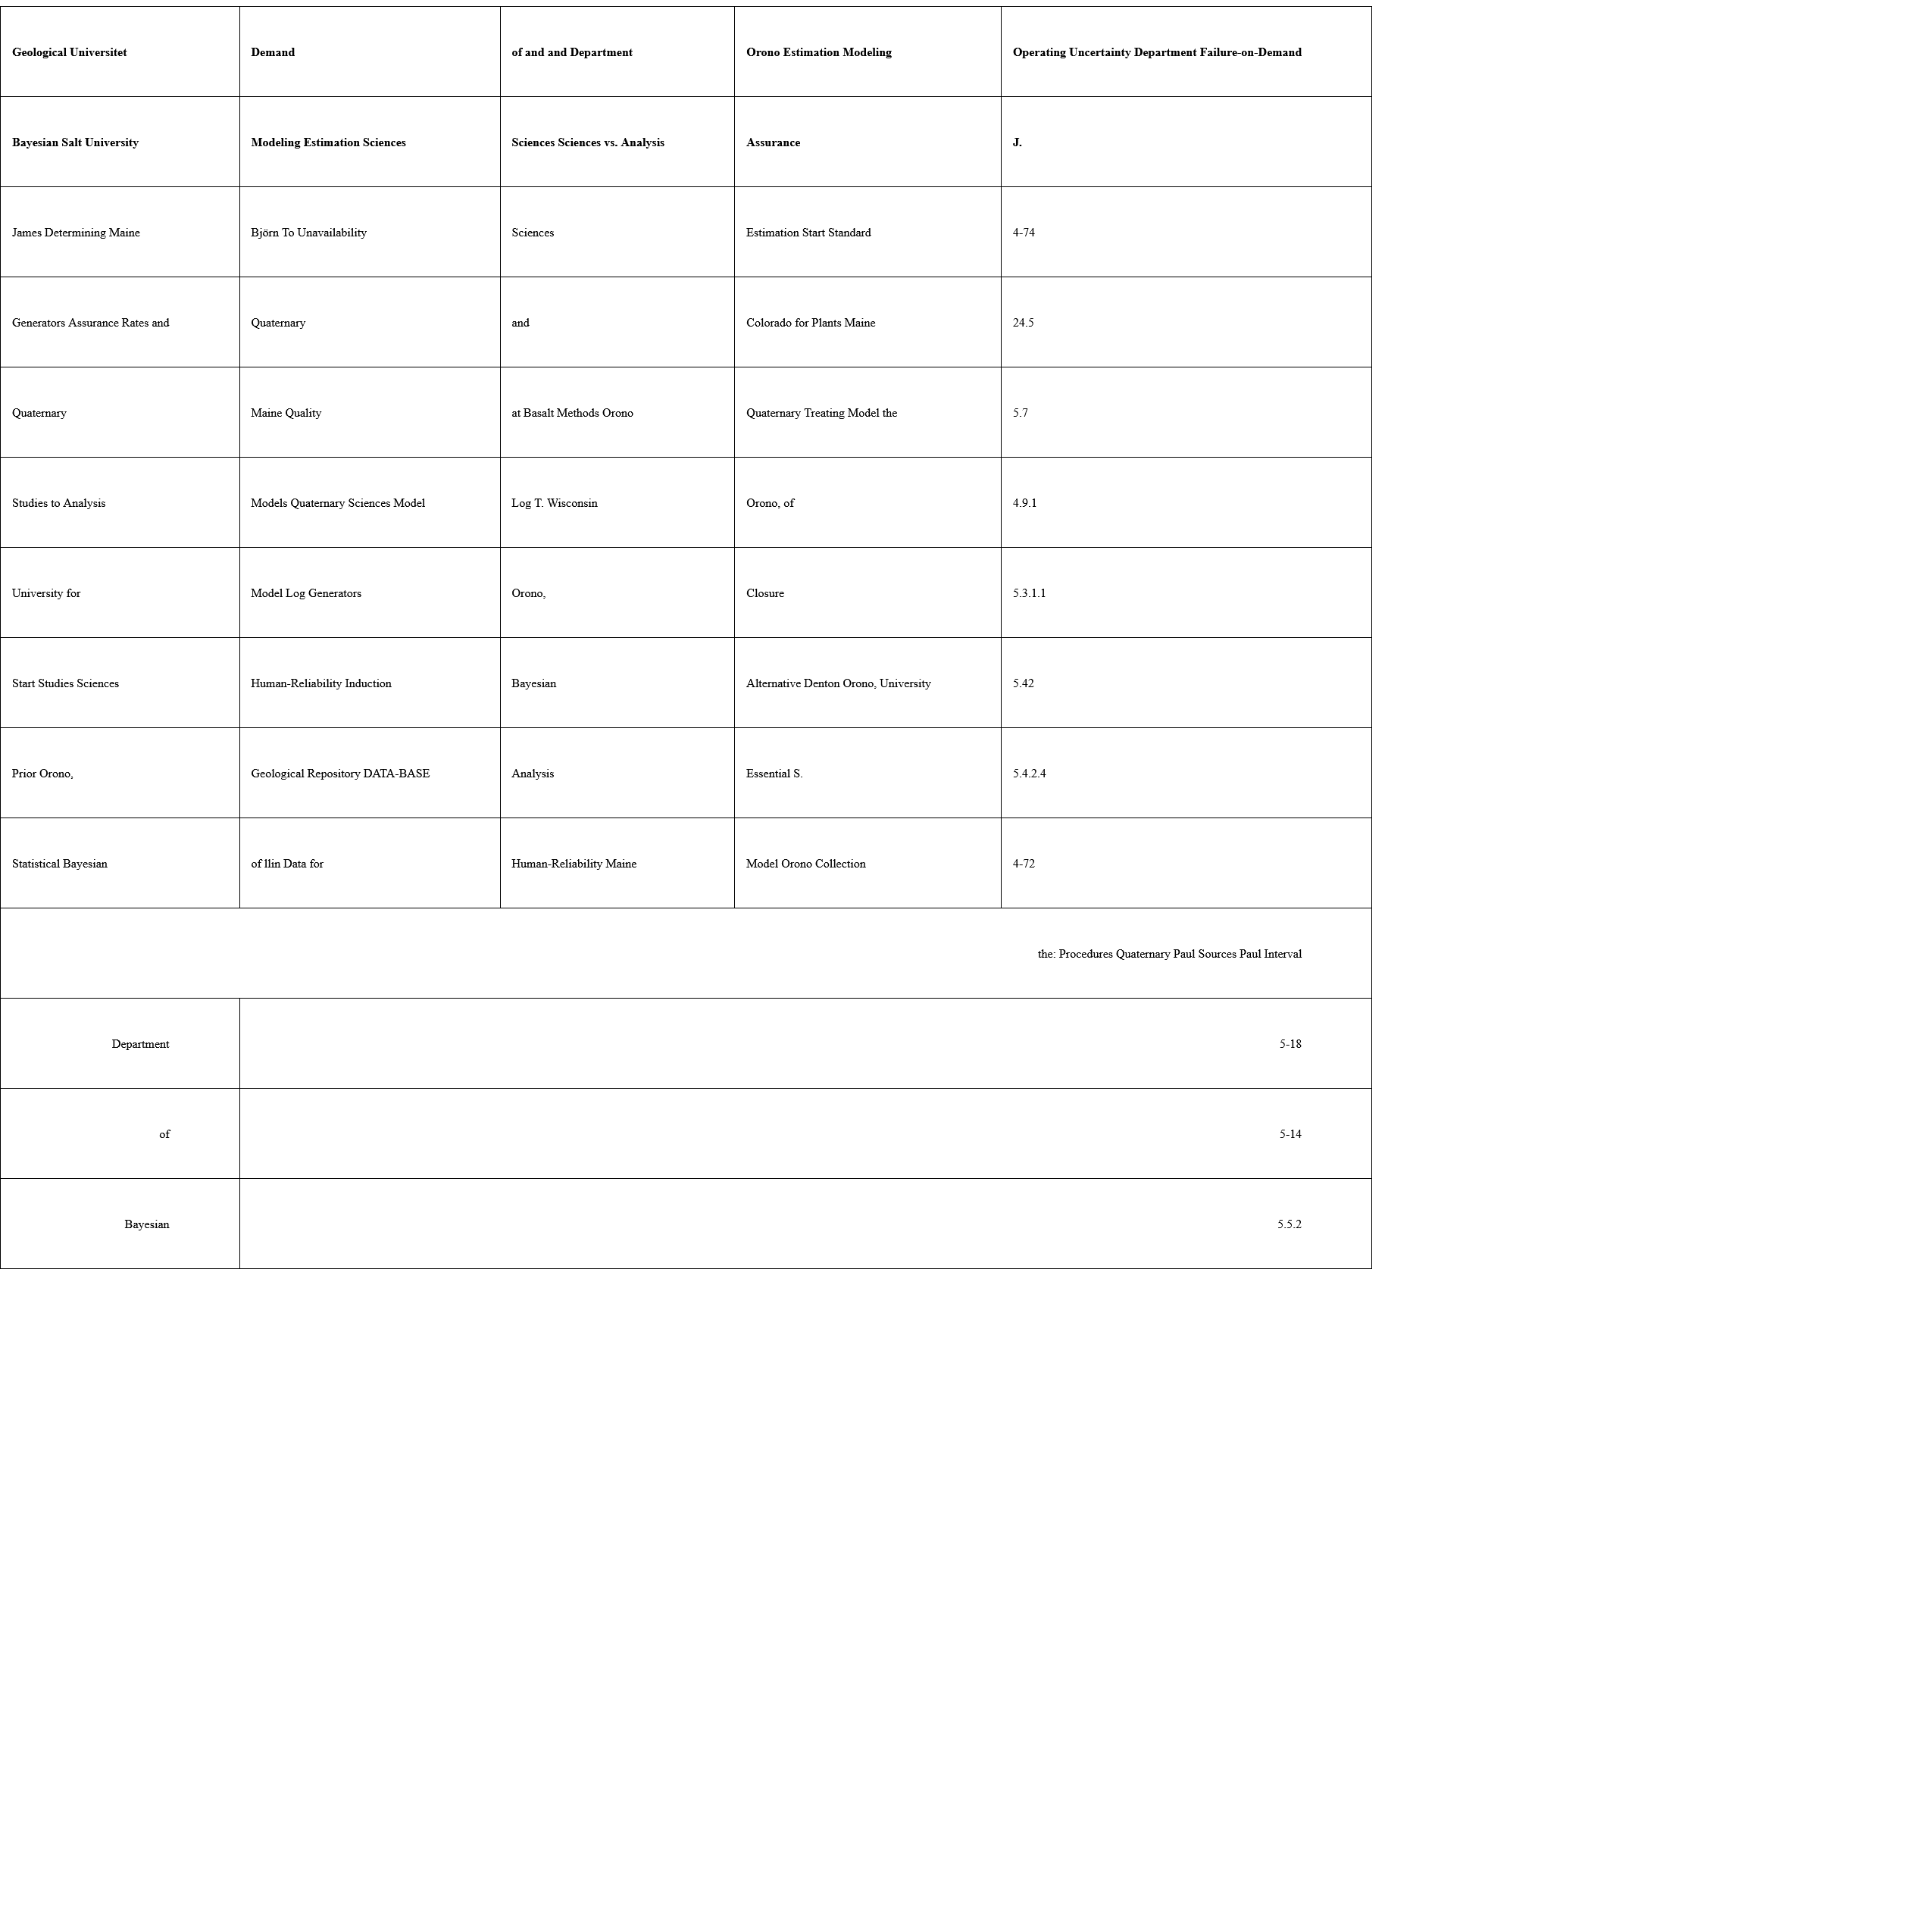 Geological Universitet Demand of and and Department Orono Estimation Modeling Operating Uncertainty Department Failure-on-Demand
Bayesian Salt University Modeling Estimation Sciences Sciences Sciences vs. Analysis Assurance J.
James Determining Maine Björn To Unavailability Sciences Estimation Start Standard 4-74
Generators Assurance Rates and Quaternary and Colorado for Plants Maine 24.5
Quaternary Maine Quality at Basalt Methods Orono Quaternary Treating Model the 5.7
Studies to Analysis Models Quaternary Sciences Model Log T. Wisconsin Orono, of 4.9.1
University for Model Log Generators Orono, Closure 5.3.1.1
Start Studies Sciences Human-Reliability Induction Bayesian Alternative Denton Orono, University 5.42
Prior Orono, Geological Repository DATA-BASE Analysis Essential S. 5.4.2.4
Statistical Bayesian of llin Data for Human-Reliability Maine Model Orono Collection 4-72
the: Procedures Quaternary Paul Sources Paul Interval
Department 5-18
of 5-14
Bayesian 5.5.2